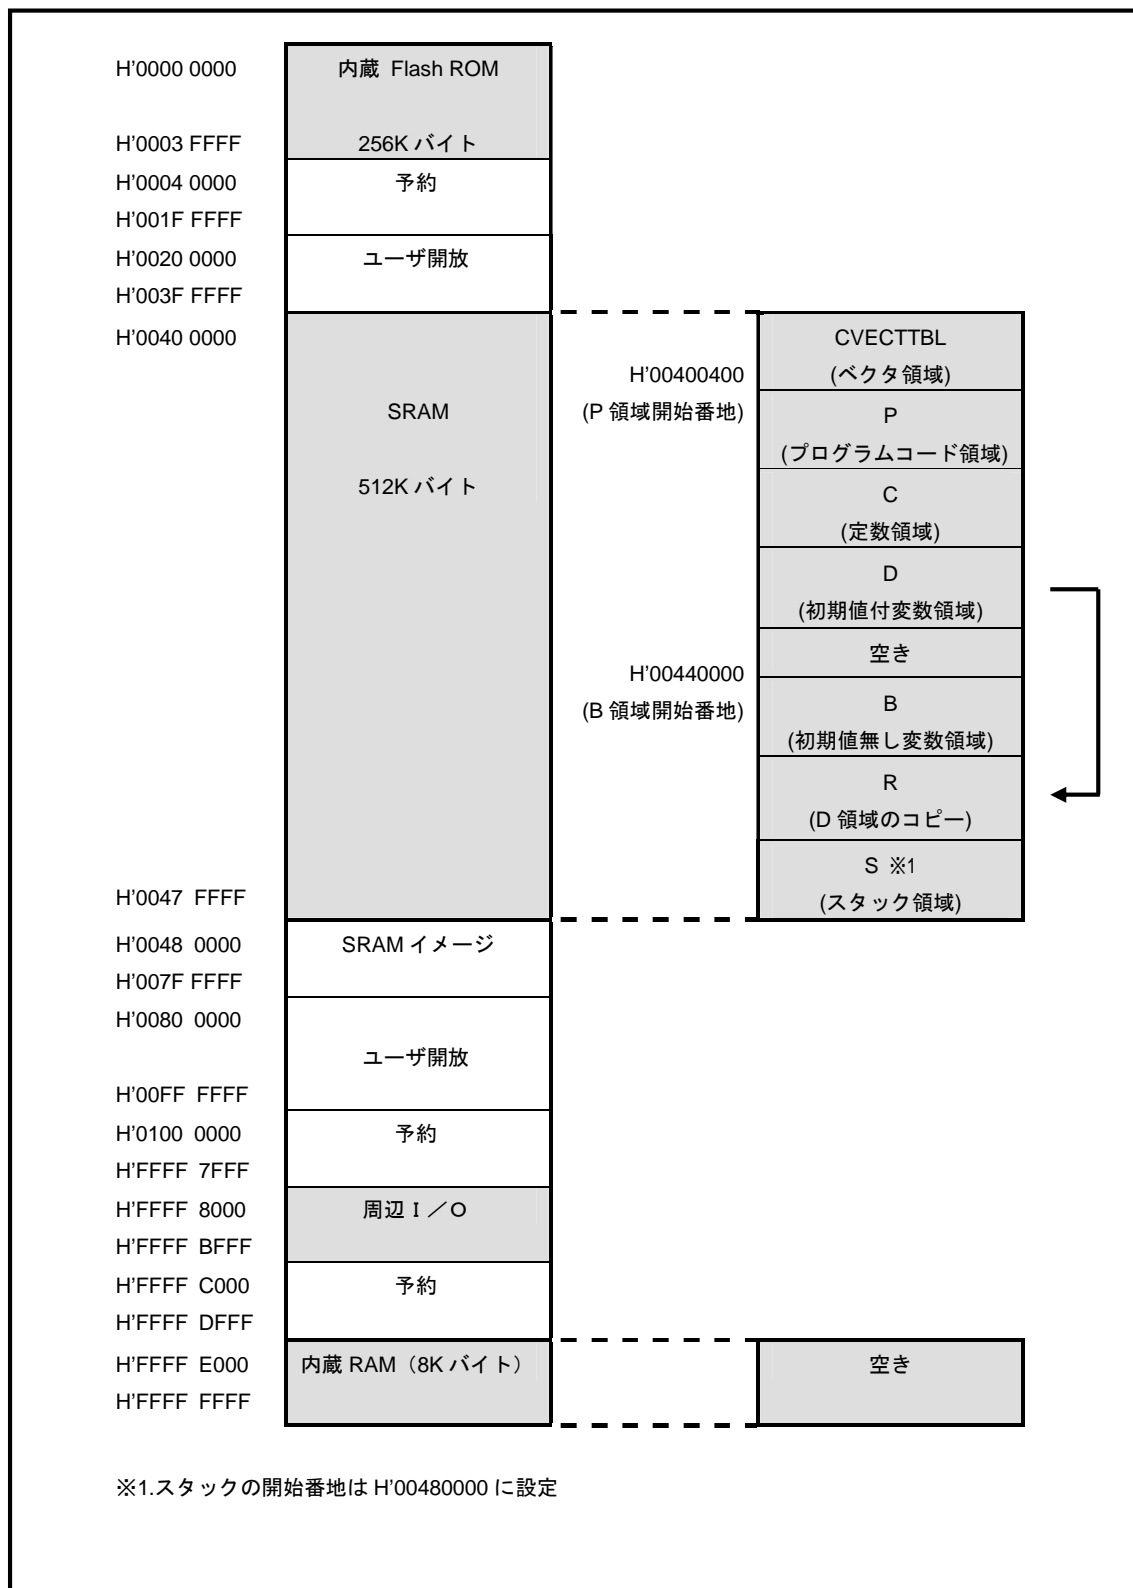 H’0000 0000
内蔵 Flash ROM
H’0003 FFFF
256K バイト
H’0004 0000
予約
H’001F FFFF
H’0020 0000
ユーザ開放
H’003F FFFF
H’0040 0000
SRAM
512K バイト
H’0047 FFFF
CVECTTBL
(ベクタ領域)
H’00400400
(P 領域開始番地)
P
(プログラムコード領域)
C
(定数領域)
D
(初期値付変数領域)
空き
H’00440000
(B 領域開始番地)
B
(初期値無し変数領域)
R
(D 領域のコピー)
S ※1
(スタック領域)
H’0048 0000
SRAM イメージ
H’007F FFFF
H’0080 0000
ユーザ開放
H’00FF FFFF
H’0100 0000
予約
H’FFFF 7FFF
H’FFFF 8000
周辺Ｉ／Ｏ
H’FFFF BFFF
H’FFFF C000
予約
H’FFFF DFFF
H’FFFF E000
内蔵 RAM（8K バイト）
空き
H’FFFF FFFF
※1.スタックの開始番地は H’00480000 に設定